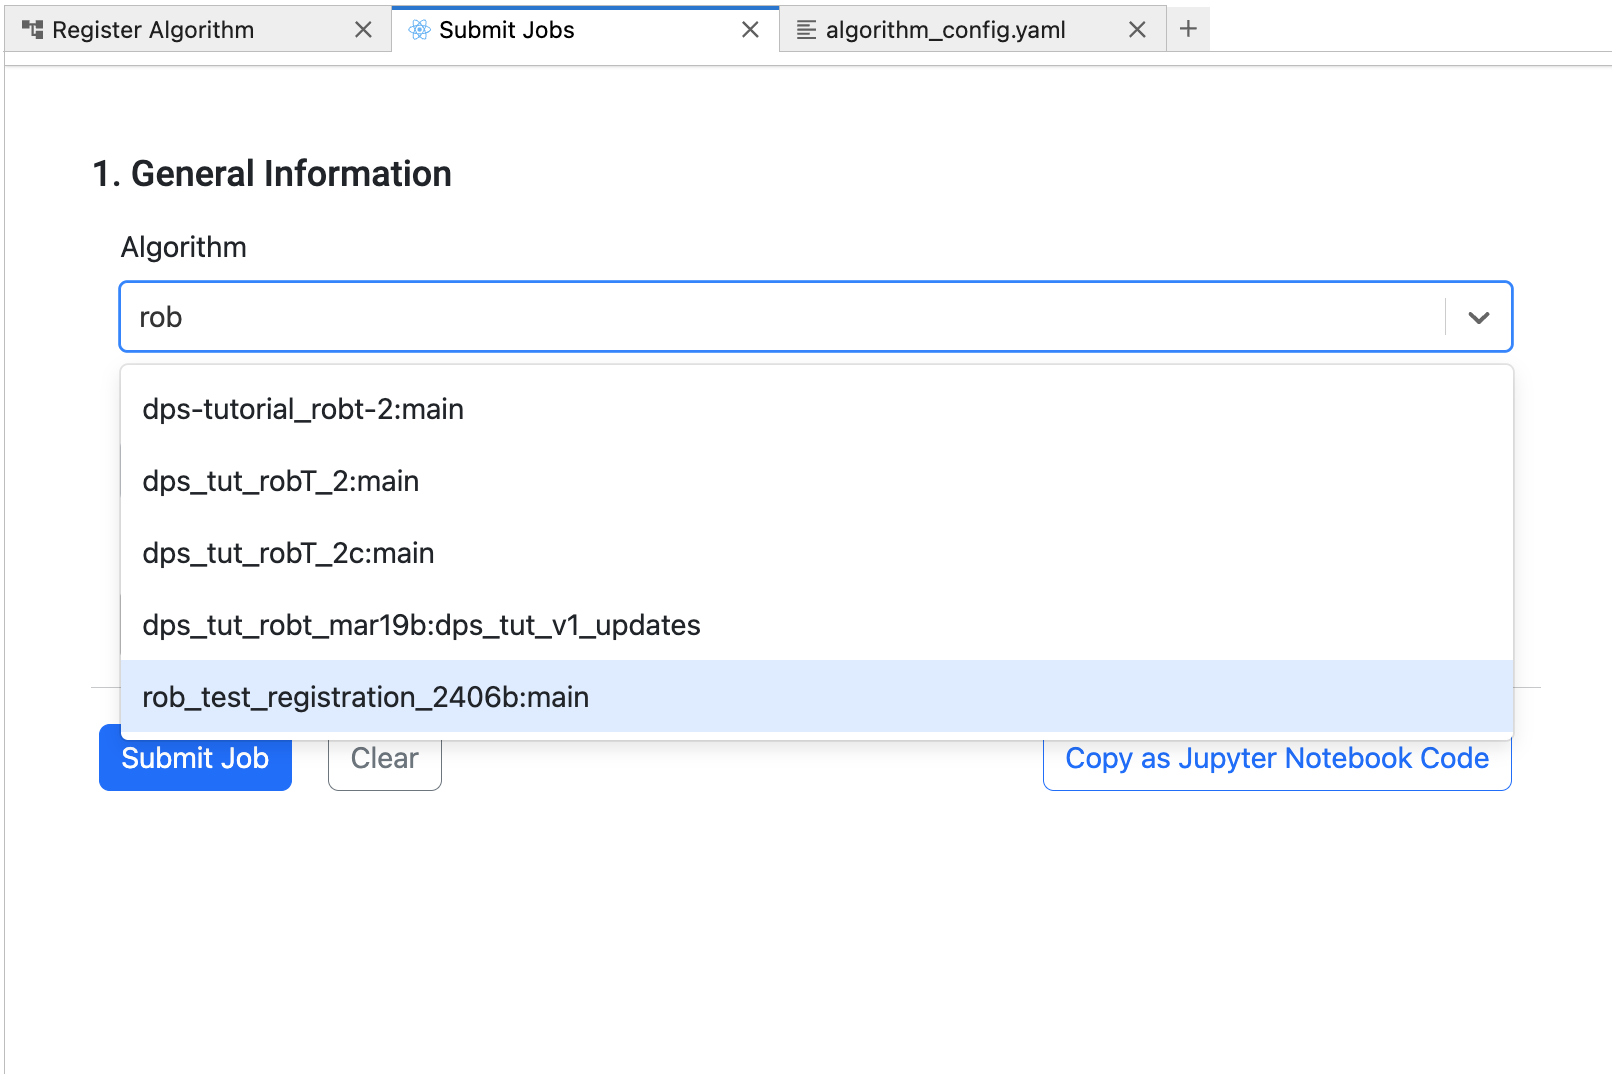 Register Algorithm
Submit Jobs
algorithm_config.yaml
1. General Information
Algorithm
rob
dps-tutorial_robt-2:main
dps_tut_robT_2:main
dps_tut_robT_2c:main
dps_tut_robt_mar19b:dps_tut_v1_updates
rob_test_registration_2406b:main
Submit Job
Clear
Copy as Jupyter Notebook Code